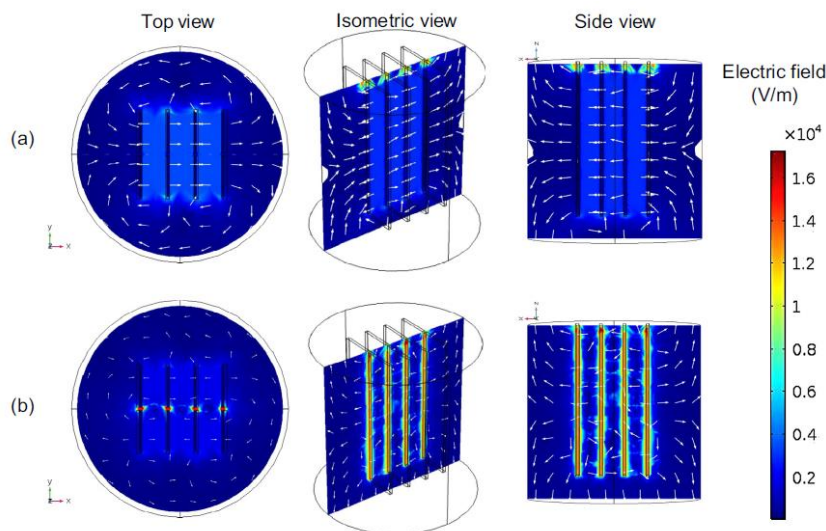 Top view
Isometric view
Side view
Electric field
(V/m)
×10⁴
(a)
1.6
1.4
1.2
1
0.8
0.6
0.4
0.2
(b)
y
x
x
z
y
x
x
z